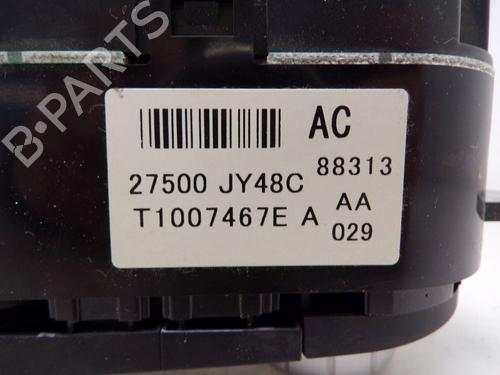 AC
27500 JY48C 88313
T1007467E A AA
029
B-PARTS